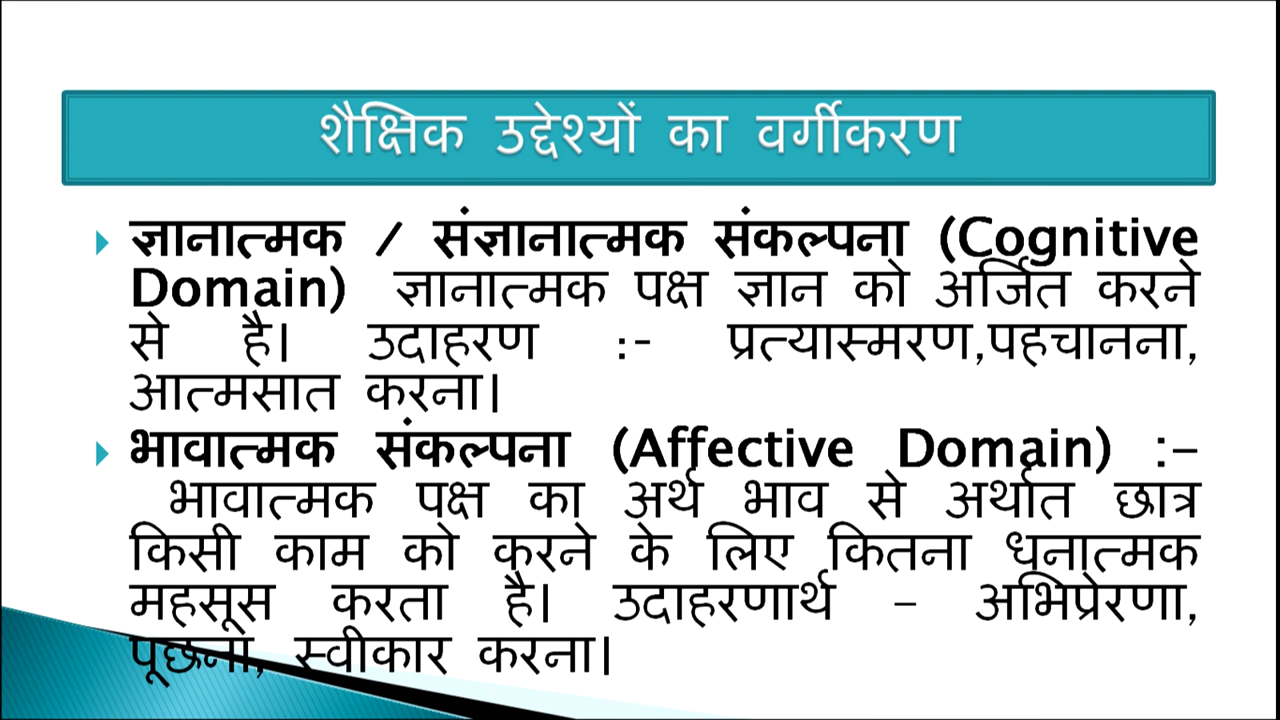 शैक्षिक उद्देश्यों का वर्गीकरण
ज्ञानात्मक / संज्ञानात्मक संकल्पना (Cognitive
Domain) ज्ञानात्मक पक्ष ज्ञान को अर्जित करने
से है। उदाहरण :- प्रत्यास्मरण,पहचानना,
आत्मसात करना।
भावात्मक संकल्पना (Affective Domain) :–
भावात्मक पक्ष का अर्थ भाव से अर्थात छात्र
किसी काम को करने के लिए कितना धनात्मक
महसूस करता है। उदाहरणार्थ – अभिप्रेरणा,
पूछना, स्वीकार करना।